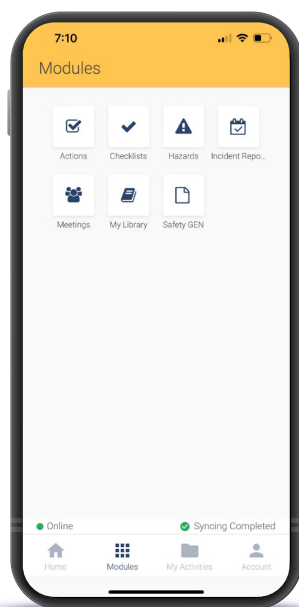 7:10
Modules
Actions Checklists Hazards Incident Repo...
Meetings My Library Safety GEN
Online Syncing Completed
Home Modules My Activities Account